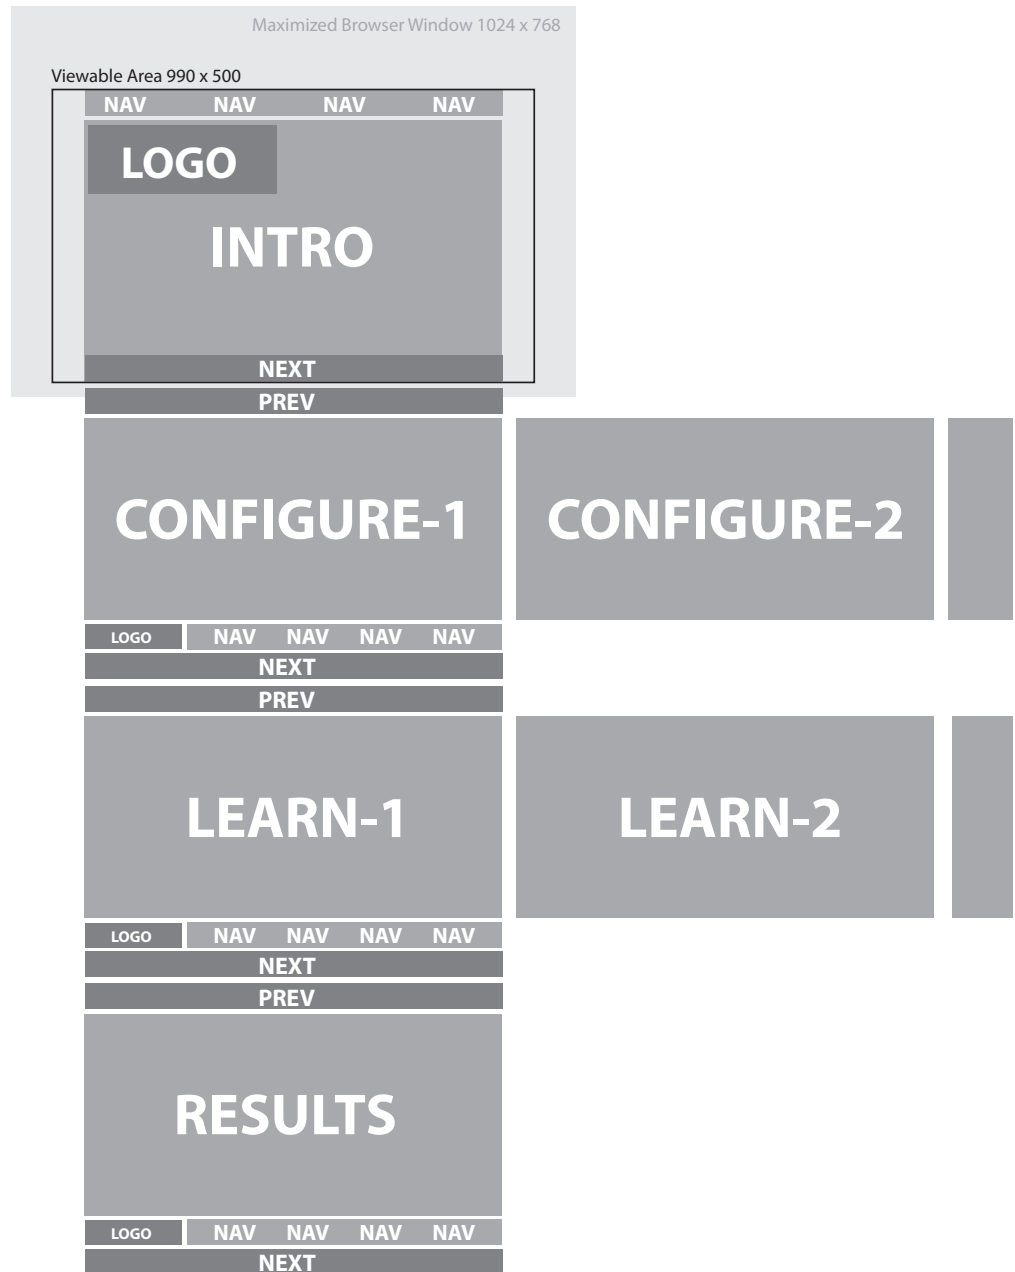 Maximized Browser Window 1024 x 768
Viewable Area 990 x 500
NAV NAV NAV NAV
LOGO
INTRO
NEXT
PREV
CONFIGURE-1 CONFIGURE-2
LOGO NAV NAV NAV NAV
NEXT
PREV
LEARN-1 LEARN-2
LOGO NAV NAV NAV NAV
NEXT
PREV
RESULTS
LOGO NAV NAV NAV NAV
NEXT